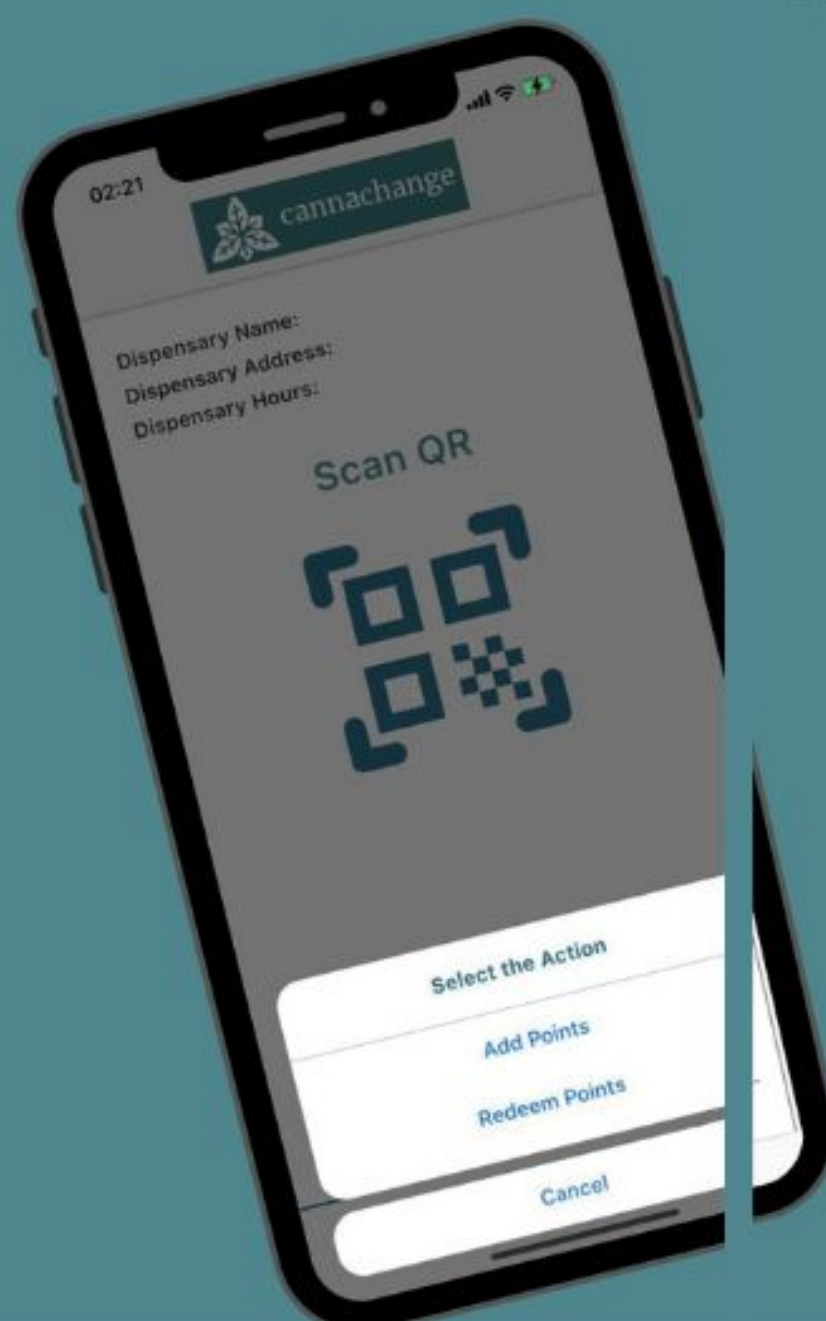 02:21
cannachange
Dispensary Name:
Dispensary Address:
Dispensary Hours:
Scan QR
Select the Action
Add Points
Redeem Points
Cancel